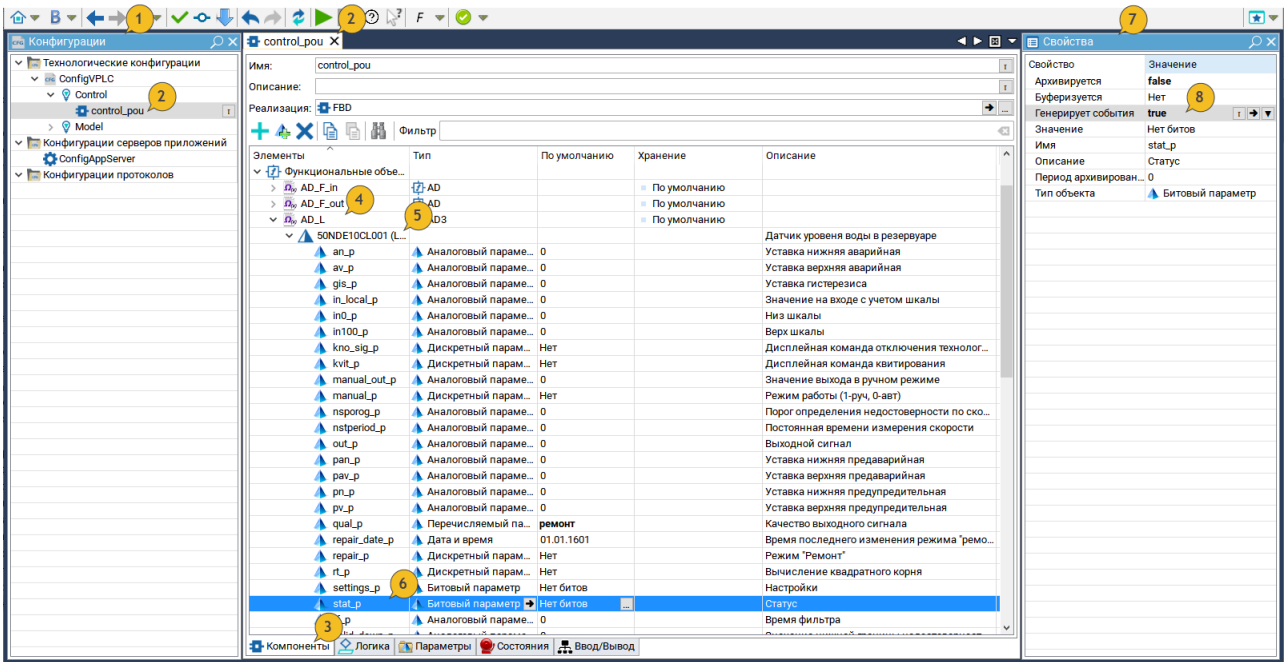 B F
1 2 7
Конфигурации
control_pou
Свойства
Технологические конфигурации
ConfigVPLC
Control
control_pou 2
Model
Конфигурации серверов приложений
ConfigAppServer
Конфигурации протоколов
Имя: control_pou
Описание:
Реализация: FBD
Фильтр
Элементы Тип По умолчанию Хранение Описание
Функциональные объе...
AD_F_in AD По умолчанию
AD_F_out 4 AD По умолчанию
AD_L 5 AD3 По умолчанию
50NDE10CL001 (L... Датчик уровеня воды в резервуаре
an_p Аналоговый параме... 0 Уставка нижняя аварийная
av_p Аналоговый параме... 0 Уставка верхняя аварийная
gis_p Аналоговый параме... 0 Уставка гистерезиса
in_local_p Аналоговый параме... 0 Значение на входе с учетом шкалы
in0_p Аналоговый параме... 0 Низ шкалы
in100_p Аналоговый параме... 0 Верх шкалы
kno_sig_p Дискретный парам... Нет Дисплейная команда отключения технолог...
kvit_p Дискретный парам... Нет Дисплейная команда квитирования
manual_out_p Аналоговый параме... 0 Значение выхода в ручном режиме
manual_p Дискретный парам... Нет Режим работы (1-руч, 0-авт)
nsporog_p Аналоговый параме... 0 Порог определения недостоверности по ско...
nstperiod_p Аналоговый параме... 0 Постоянная времени измерения скорости
out_p Аналоговый параме... 0 Выходной сигнал
pan_p Аналоговый параме... 0 Уставка нижняя предаварийная
pav_p Аналоговый параме... 0 Уставка верхняя предаварийная
pn_p Аналоговый параме... 0 Уставка нижняя предупредительная
pv_p Аналоговый параме... 0 Уставка верхняя предупредительная
qual_p Перечисляемый па... ремонт Качество выходного сигнала
repair_date_p Дата и время 01.01.1601 Время последнего изменения режима "ремо...
repair_p Дискретный парам... Нет Режим "Ремонт"
rt_p Дискретный парам... Нет Вычисление квадратного корня
settings_p 6 Битовый параметр Нет битов Настройки
stat_p Битовый параметр Нет битов ... Статус
Аналоговый параме... 0 Время фильтра
3
Компоненты Логика Параметры Состояния Ввод/Вывод
Свойство Значение
Архивируется false
Буферизуется Нет 8
Генерирует события true
Значение Нет битов
Имя stat_p
Описание Статус
Период архивирован... 0
Тип объекта Битовый параметр